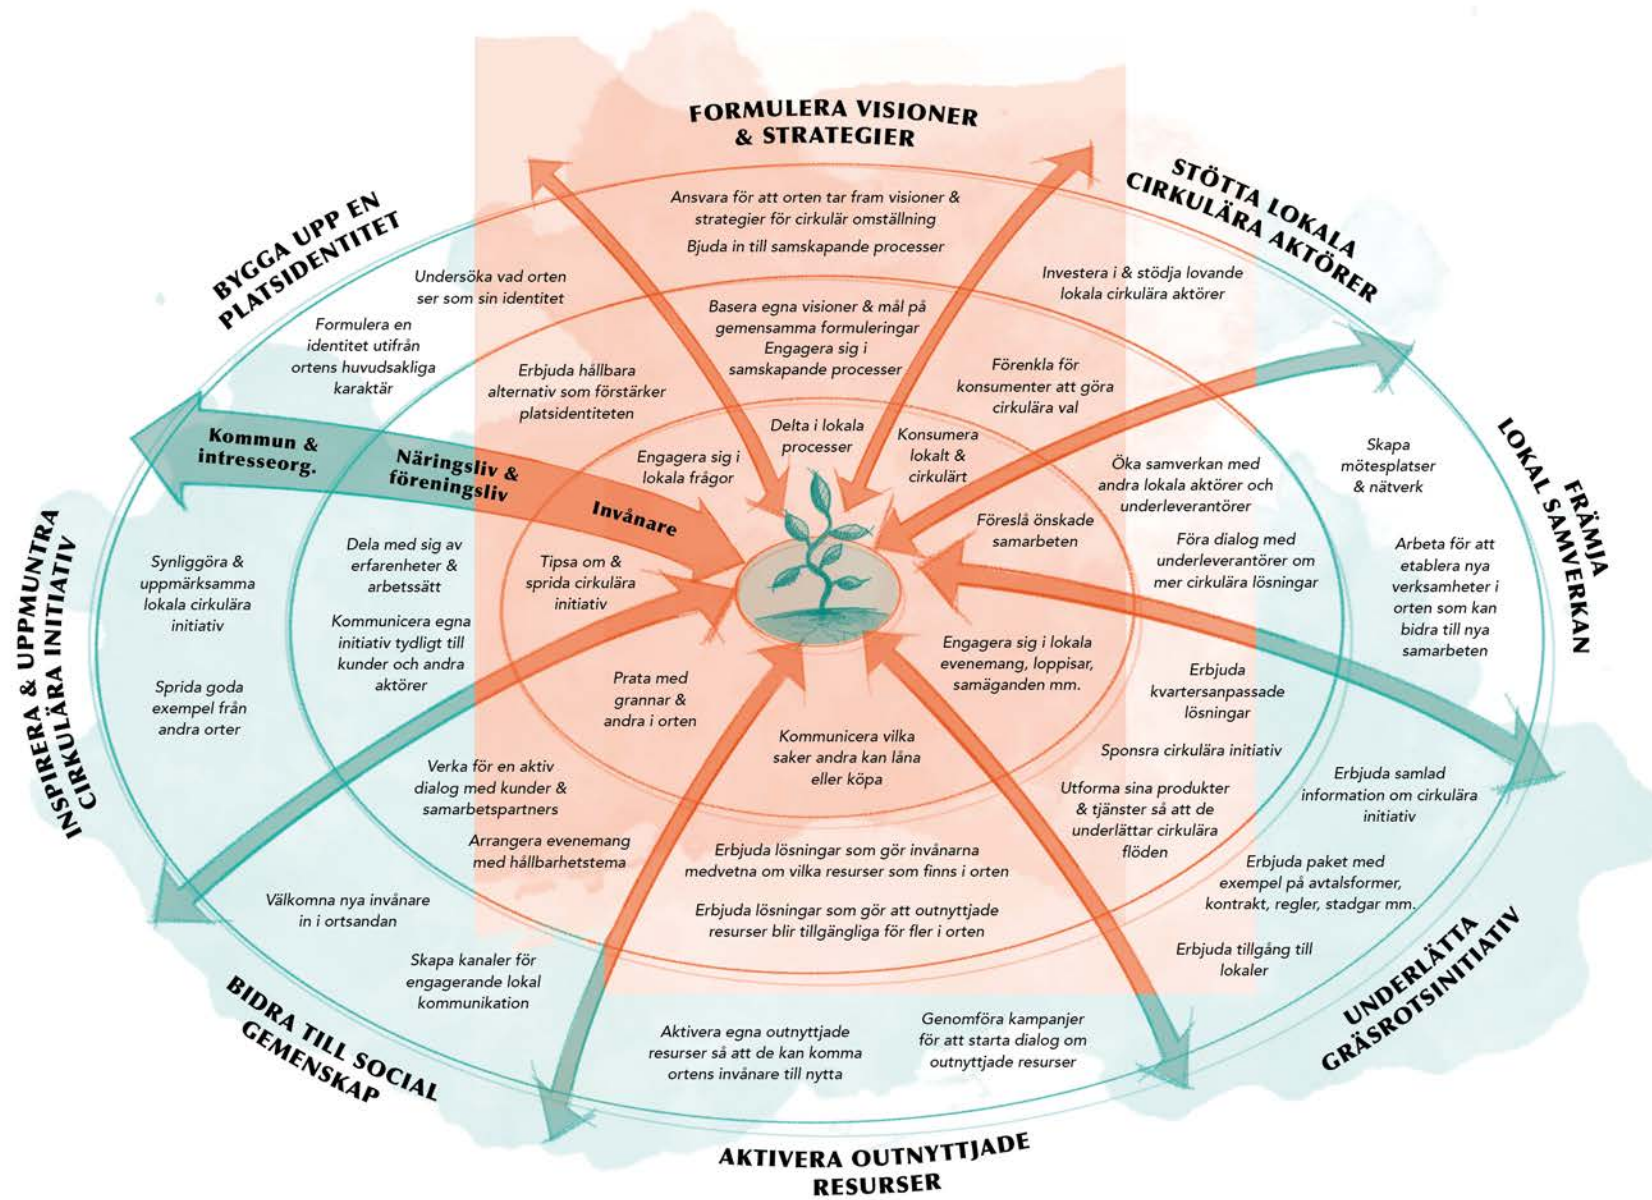 FORMULERA VISIONER
& STRATEGIER
Ansvara för att orten tar fram visioner &
strategier för cirkulär omställning
Bjuda in till samskapande processer
Basera egna visioner & mål på
gemensamma formuleringar
Engagera sig i
samskapande processer
Delta i lokala
processer
STÖTTA LOKALA
CIRKULÄRA AKTÖRER
Investera i & stödja lovande
lokala cirkulära aktörer
Förenkla för
konsumenter att göra
cirkulära val
Konsumera
lokalt &
cirkulärt
FRÄMJA
LOKAL SAMVERKAN
Skapa
mötesplatser
& nätverk
Arbeta för att
etablera nya
verksamheter i
orten som kan
bidra till nya
samarbeten
Öka samverkan med
andra lokala aktörer och
underleverantörer
Föra dialog med
underleverantörer om
mer cirkulära lösningar
Föreslå önskade
samarbeten
UNDERLÄTTA
GRÄSROTSINITIATIV
Engagera sig i lokala
evenemang, loppisar,
samäganden mm.
Erbjuda
kvartersanpassade
lösningar
Sponsra cirkulära initiativ
Utforma sina produkter
& tjänster så att de
underlättar cirkulära
flöden
Erbjuda samlad
information om cirkulära
initiativ
Erbjuda paket med
exempel på avtalsformer,
kontrakt, regler, stadgar mm.
Erbjuda tillgång till
lokaler
AKTIVERA OUTNYTTJADE
RESURSER
Kommunicera vilka
saker andra kan låna
eller köpa
Erbjuda lösningar som gör invånarna
medvetna om vilka resurser som finns i orten
Erbjuda lösningar som gör att outnyttjade
resurser blir tillgängliga för fler i orten
Aktivera egna outnyttjade
resurser så att de kan komma
ortens invånare till nytta
Genomföra kampanjer
för att starta dialog om
outnyttjade resurser
BIDRA TILL SOCIAL
GEMENSKAP
Prata med
grannar &
andra i orten
Verka för en aktiv
dialog med kunder &
samarbetspartners
Arrangera evenemang
med hållbarhetstema
Välkomna nya invånare
in i ortsandan
Skapa kanaler för
engagerande lokal
kommunikation
INSPIRERA & UPPMUNTRA
CIRKULÄRA INITIATIV
Synliggöra &
uppmärksamma
lokala cirkulära
initiativ
Sprida goda
exempel från
andra orter
Dela med sig av
erfarenheter &
arbetssätt
Kommunicera egna
initiativ tydligt till
kunder och andra
aktörer
Tipsa om &
sprida cirkulära
initiativ
BYGGA UPP EN
PLATSIDENTITET
Undersöka vad orten
ser som sin identitet
Formulera en
identitet utifrån
ortens huvudsakliga
karaktär
Erbjuda hållbara
alternativ som förstärker
platsidentiteten
Engagera sig i
lokala frågor
Kommun &
intresseorg.
Näringsliv &
föreningsliv
Invånare